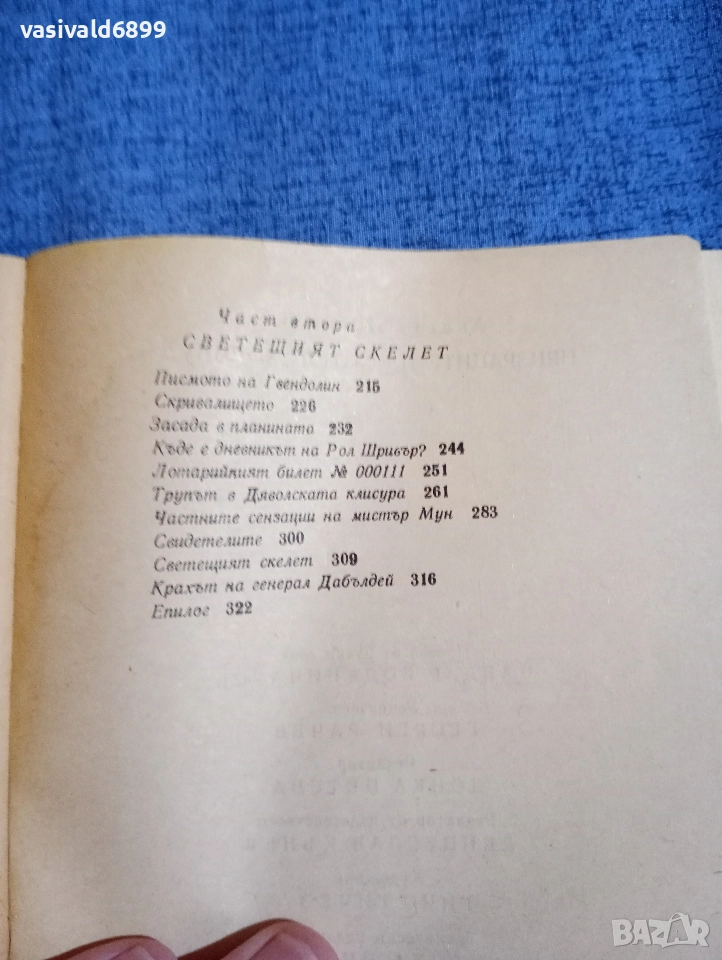 vasivald6899
Част втора
СВЕТЕЩИЯТ СКЕЛЕТ
Писмото на Гвендолин 215
Скривалището 226
Засада в планината 232
Къде е дневникът на Рол Шривър? 244
Лотарийният билет № 000111 251
Трупът в Дяволската клисура 261
Частните сензации на мистър Мун 283
Свидетелите 300
Светещият скелет 309
Крахът на генерал Дабълдей 316
Епилог 322
BAZAR